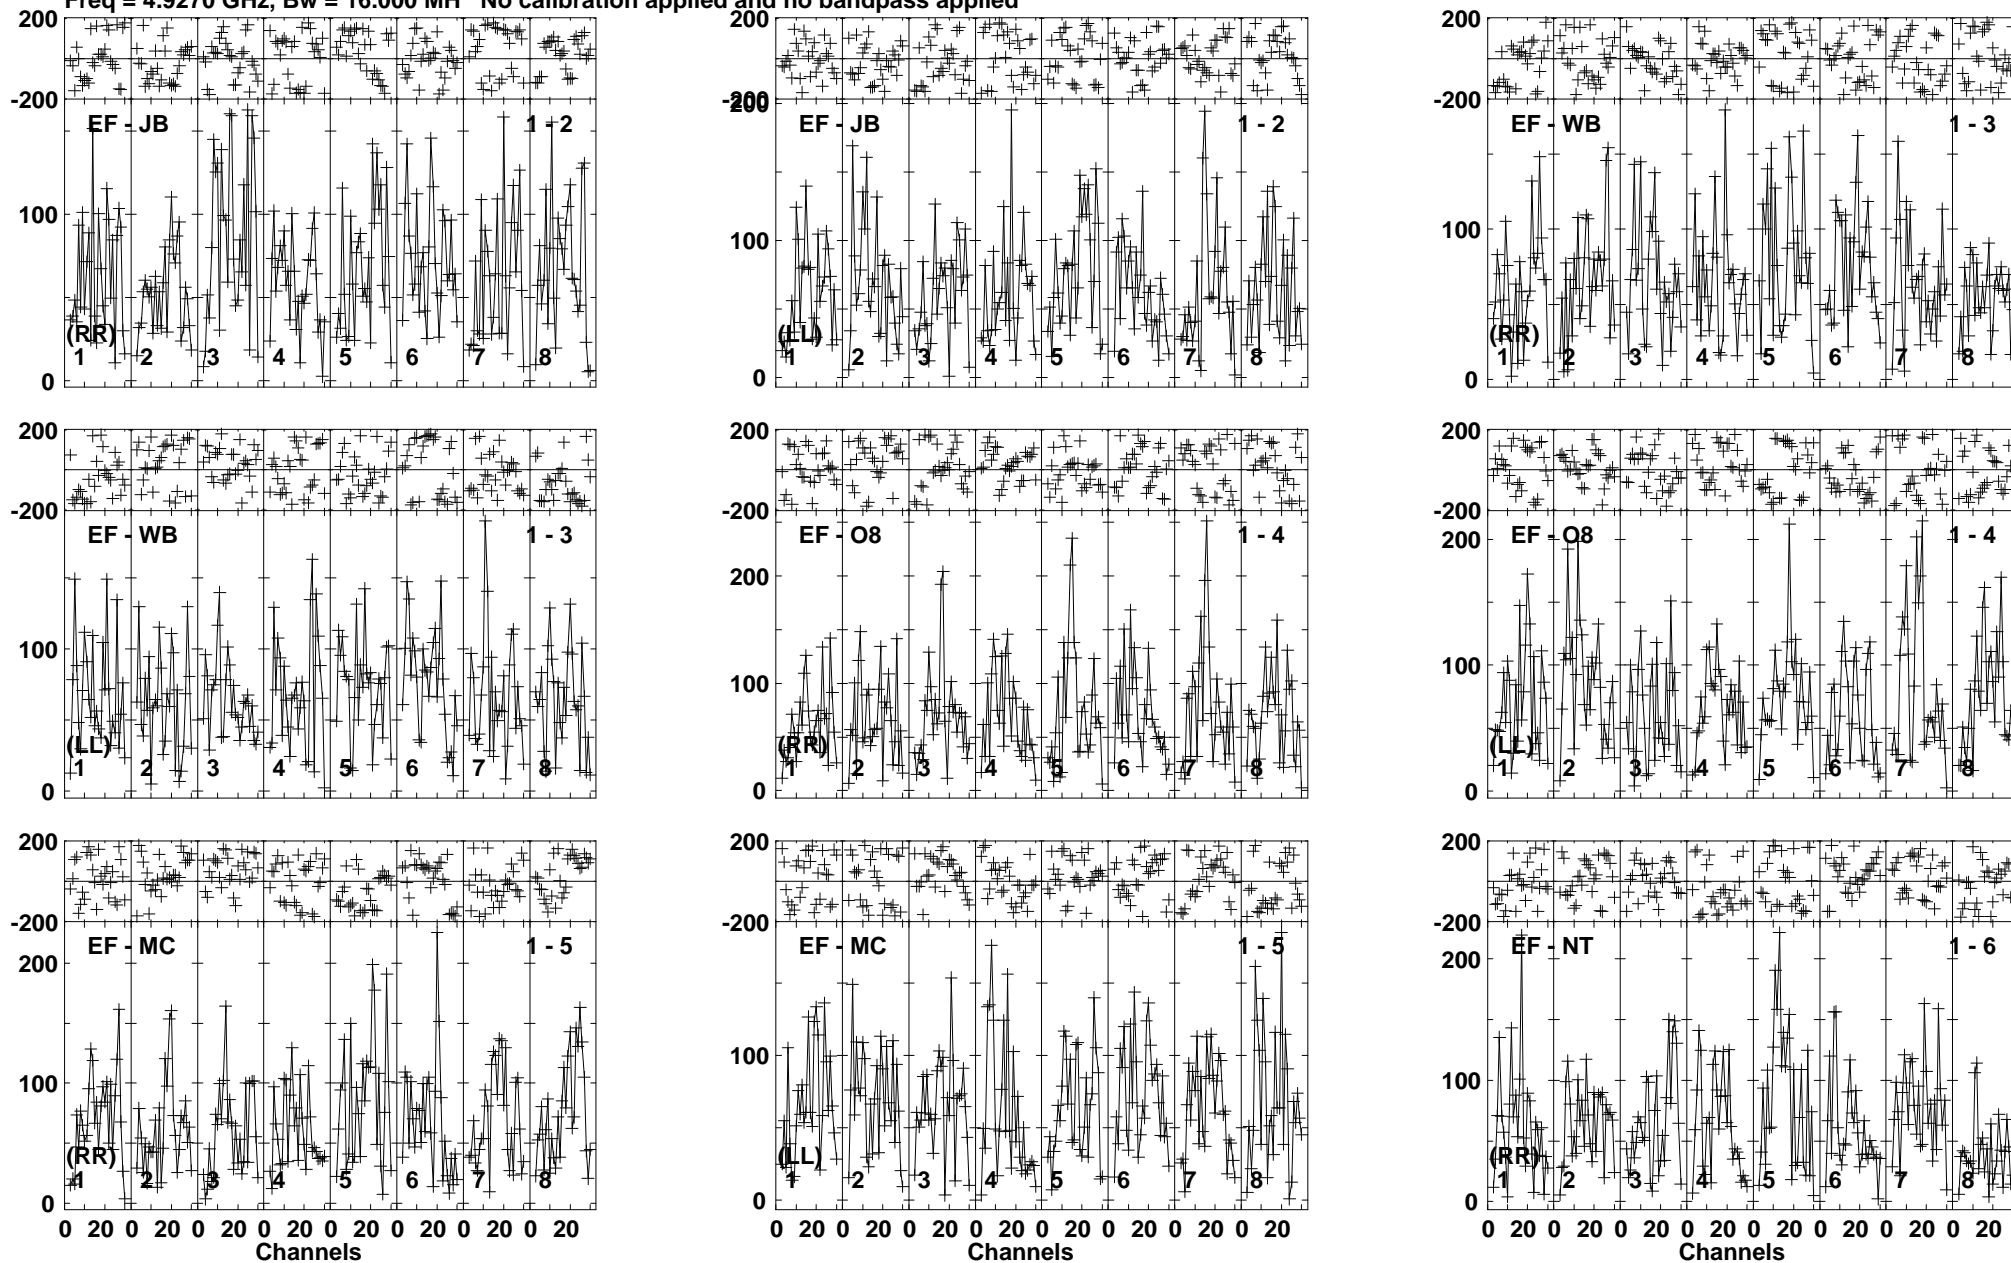 Freq = 4.9270 GHz, Bw = 16.000 MH No calibration applied and no bandpass applied
200
-200
EF - JB 1 - 2
100
(RR)
1 2 3 4 5 6 7 8
0
-200
200
EF - JB 1 - 2
100
(LL)
1 2 3 4 5 6 7 8
0
200
-200
EF - WB 1 - 3
100
(RR)
1 2 3 4 5 6 7 8
0
200
-200
EF - WB 1 - 3
100
(LL)
1 2 3 4 5 6 7 8
0
200
-200
EF - O8 1 - 4
200
100
(RR)
1 2 3 4 5 6 7 8
0
200
-200
EF - O8 1 - 4
200
100
(LL)
1 2 3 4 5 6 7 8
0
200
-200
EF - MC 1 - 5
200
100
(RR)
1 2 3 4 5 6 7 8
0
0 20 0 20 0 20 0 20 0 20 0 20 0 20 0 20
Channels
200
-200
EF - MC 1 - 5
100
(LL)
1 2 3 4 5 6 7 8
0
0 20 0 20 0 20 0 20 0 20 0 20 0 20 0 20
Channels
200
-200
EF - NT 1 - 6
200
100
(RR)
1 2 3 4 5 6 7 8
0
0 20 0 20 0 20 0 20 0 20 0 20 0 20 0 20
Channels